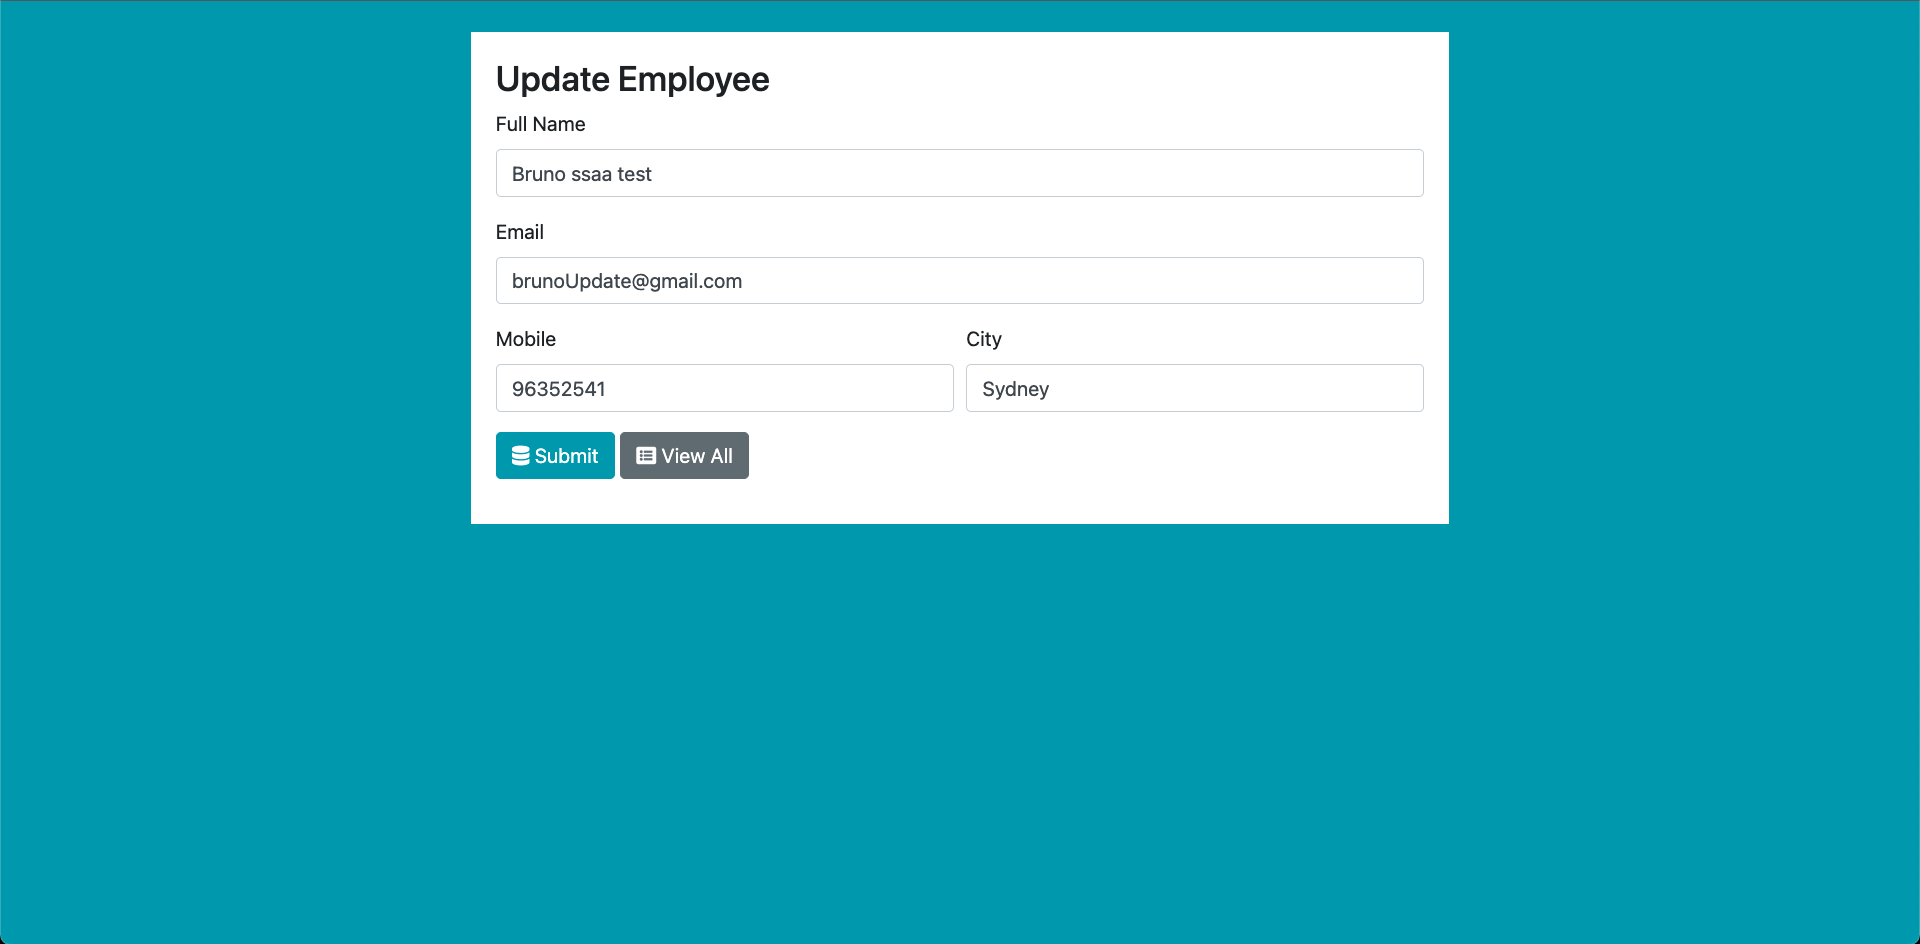 Update Employee
Full Name
Bruno ssaa test
Email
brunoUpdate@gmail.com
Mobile City
96352541 Sydney
Submit View All